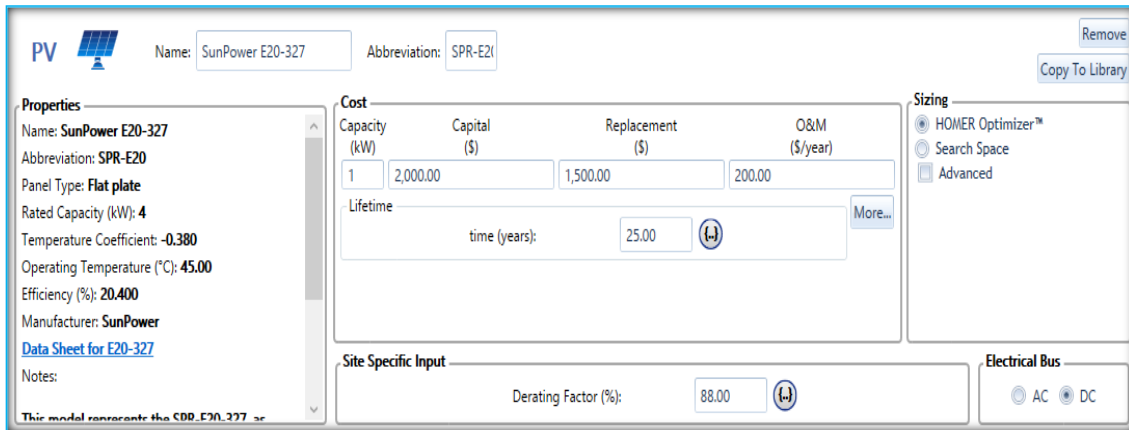 PV
Name: SunPower E20-327
Abbreviation: SPR-E20
Remove
Copy To Library
Properties
Name: SunPower E20-327
Abbreviation: SPR-E20
Panel Type: Flat plate
Rated Capacity (kW): 4
Temperature Coefficient: -0.380
Operating Temperature (°C): 45.00
Efficiency (%): 20.400
Manufacturer: SunPower
Data Sheet for E20-327
Notes:
This model represents the SPR-E20-327, as
Cost
Capacity (kW) Capital ($) Replacement ($) O&M ($/year)
1 2,000.00 1,500.00 200.00
Lifetime
time (years): 25.00 {..}
More...
Sizing
HOMER Optimizer™
Search Space
Advanced
Site Specific Input
Derating Factor (%): 88.00 {..}
Electrical Bus
AC DC